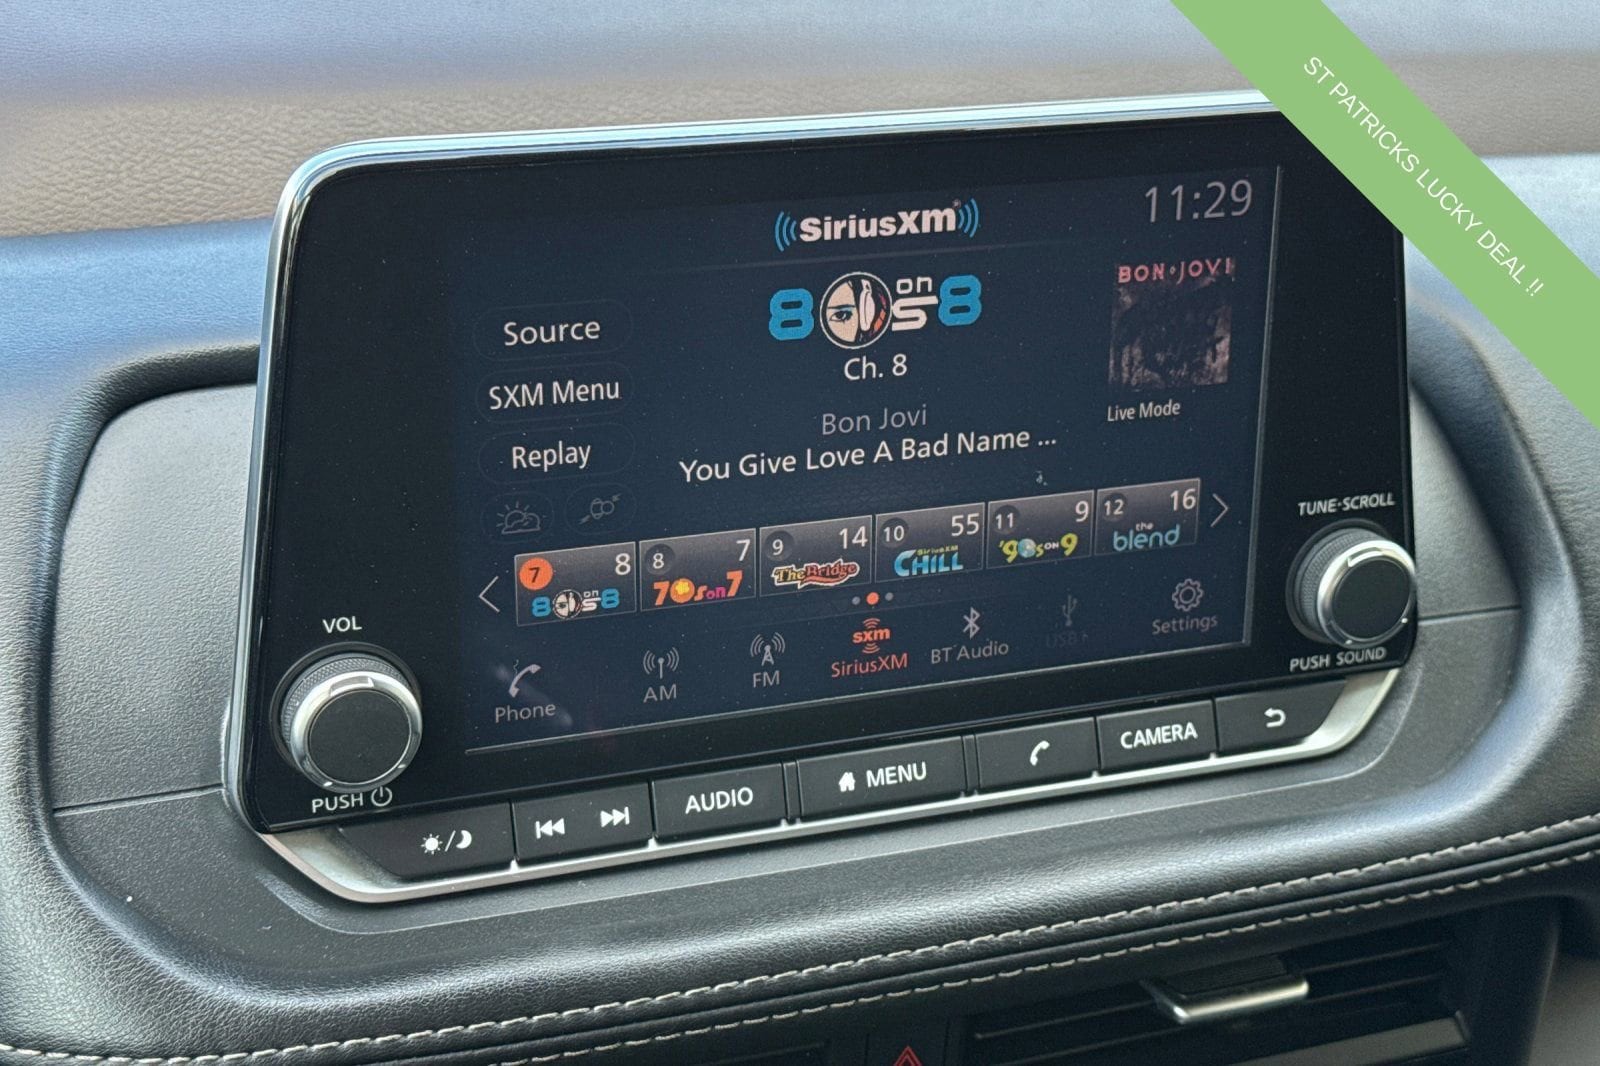 ST PATRICKS LUCKY DEAL !!
SiriusXM
11:29
80s on 8
BON JOVI
Ch. 8
Live Mode
Source
SXM Menu
Replay
Bon Jovi
You Give Love A Bad Name ...
7 8 80s on 8
8 7 70s on 7
9 14 The Bridge
10 55 SiriusXM CHILL
11 9 '90s ON 9
12 16 the blend
Phone
AM
FM
sxm
SiriusXM
BT Audio
USB
Settings
VOL
PUSH
TUNE·SCROLL
PUSH SOUND
AUDIO
MENU
CAMERA